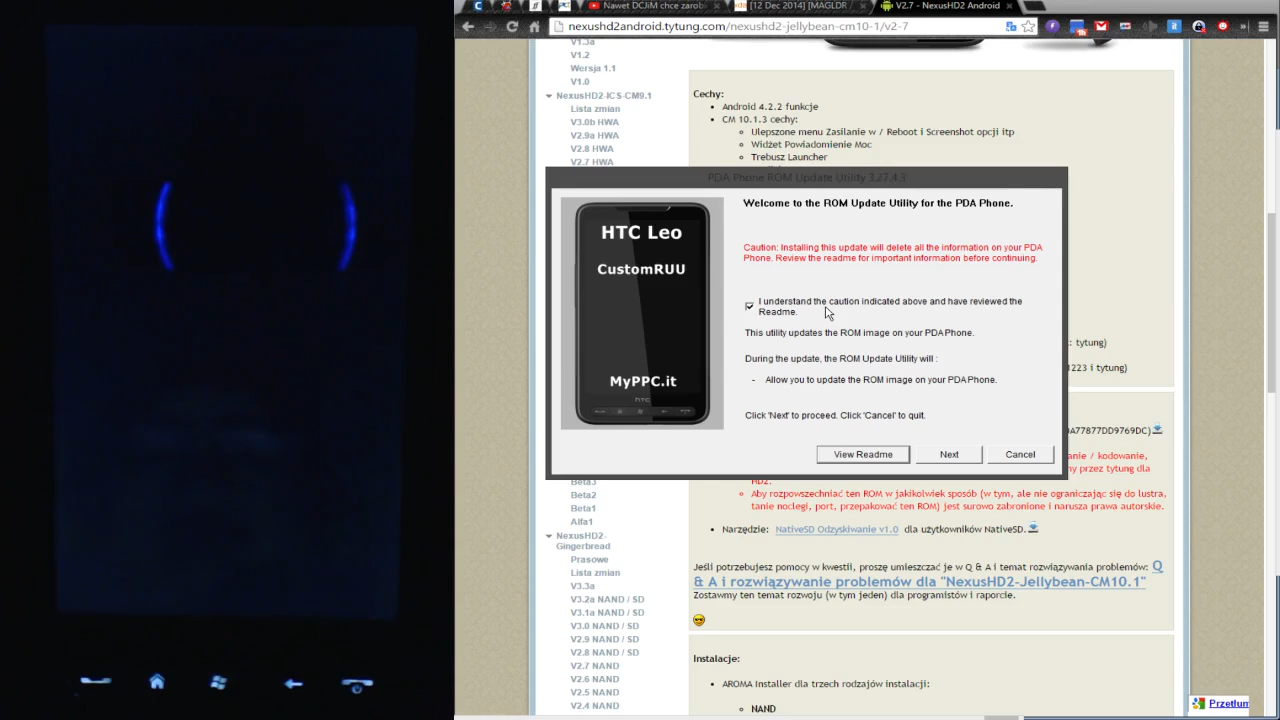 Nawet DCJiM chce zarob
[12 Dec 2014] [MAGLDR
V2.7 - NexusHD2 Android
nexushd2android.tytung.com/nexushd2-jellybean-cm10-1/v2-7
V1.3a
V1.2
Wersja 1.1
V1.0
NexusHD2-ICS-CM9.1
Lista zmian
V3.0b HWA
V2.9a HWA
V2.8 HWA
V2.7 HWA
Cechy:
Android 4.2.2 funkcje
CM 10.1.3 cechy:
Ulepszone menu Zasilanie w / Reboot i Screenshot opcji itp
Widżet Powiadomienie Moc
Trebusz Launcher
PDA Phone ROM Update Utility 3.27.4.3
HTC Leo
CustomRUU
MyPPC.it
htc
Welcome to the ROM Update Utility for the PDA Phone.
Caution: Installing this update will delete all the information on your PDA
Phone. Review the readme for important information before continuing.
I understand the caution indicated above and have reviewed the
Readme.
This utility updates the ROM image on your PDA Phone.
During the update, the ROM Update Utility will :
- Allow you to update the ROM image on your PDA Phone.
Click 'Next' to proceed. Click 'Cancel' to quit.
View Readme
Next
Cancel
: tytung)
1223 i tytung)
A77877DD9769DC)
anie / kodowanie,
ny przez tytung dla
HD2.
Aby rozpowszechniać ten ROM w jakikolwiek sposób (w tym, ale nie ograniczając się do lustra,
tanie noclegi, port, przepakować ten ROM) jest surowo zabronione i narusza prawa autorskie.
Narzędzie: NativeSD Odzyskiwanie v1.0 dla użytkowników NativeSD.
Jeśli potrzebujesz pomocy w kwestii, proszę umieszczać je w Q & A i temat rozwiązywania problemów: Q
& A i rozwiązywanie problemów dla "NexusHD2-Jellybean-CM10.1"
Zostawmy ten temat rozwoju (w tym jeden) dla programistów i raporcie.
Instalacje:
AROMA Installer dla trzech rodzajów instalacji:
NAND
Beta3
Beta2
Beta1
Alfa1
NexusHD2-
Gingerbread
Prasowe
Lista zmian
V3.3a
V3.2a NAND / SD
V3.1a NAND / SD
V3.0 NAND / SD
V2.9 NAND / SD
V2.8 NAND / SD
V2.7 NAND
V2.6 NAND
V2.5 NAND
V2.4 NAND
Przetłum